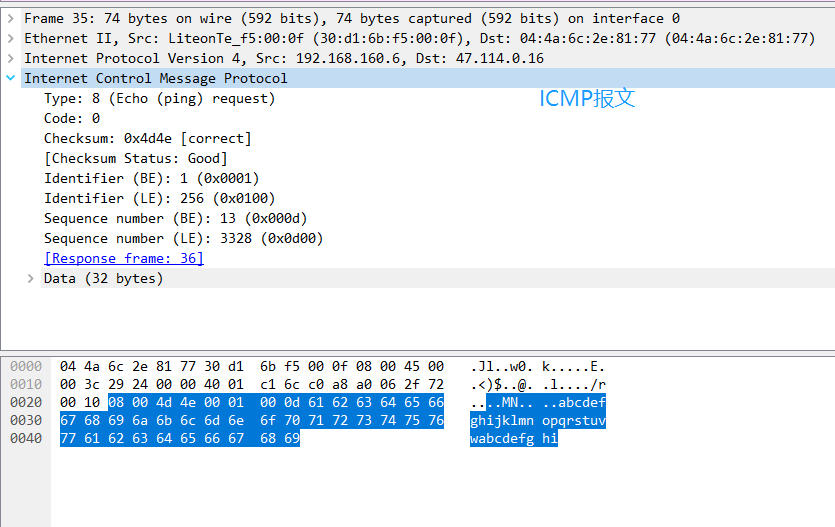 Frame 35: 74 bytes on wire (592 bits), 74 bytes captured (592 bits) on interface 0
Ethernet II, Src: LiteonTe_f5:00:0f (30:d1:6b:f5:00:0f), Dst: 04:4a:6c:2e:81:77 (04:4a:6c:2e:81:77)
Internet Protocol Version 4, Src: 192.168.160.6, Dst: 47.114.0.16
Internet Control Message Protocol
Type: 8 (Echo (ping) request)
ICMP报文
Code: 0
Checksum: 0x4d4e [correct]
[Checksum Status: Good]
Identifier (BE): 1 (0x0001)
Identifier (LE): 256 (0x0100)
Sequence number (BE): 13 (0x000d)
Sequence number (LE): 3328 (0x0d00)
[Response frame: 36]
Data (32 bytes)
0000 04 4a 6c 2e 81 77 30 d1 6b f5 00 0f 08 00 45 00 .Jl..w0. k.....E.
0010 00 3c 29 24 00 00 40 01 c1 6c c0 a8 a0 06 2f 72 .<)$..@. .l..../r
0020 00 10 08 00 4d 4e 00 01 00 0d 61 62 63 64 65 66 ....MN.. ..abcdef
0030 67 68 69 6a 6b 6c 6d 6e 6f 70 71 72 73 74 75 76 ghijklmn opqrstuv
0040 77 61 62 63 64 65 66 67 68 69 wabcdefg hi